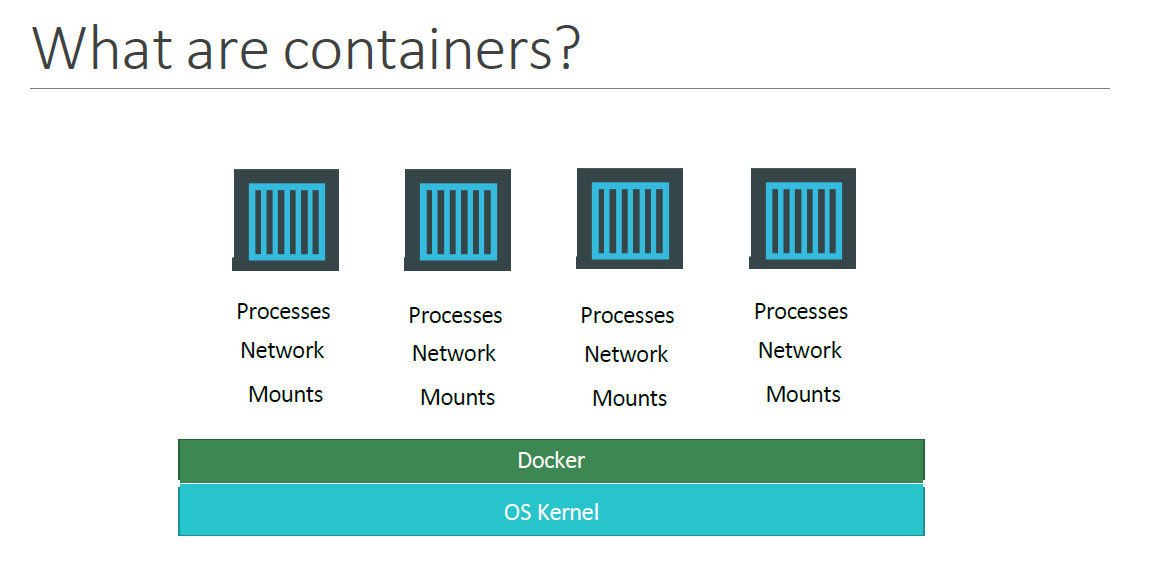 What are containers?
Processes Processes Processes Processes
Network Network Network Network
Mounts Mounts Mounts Mounts
Docker
OS Kernel